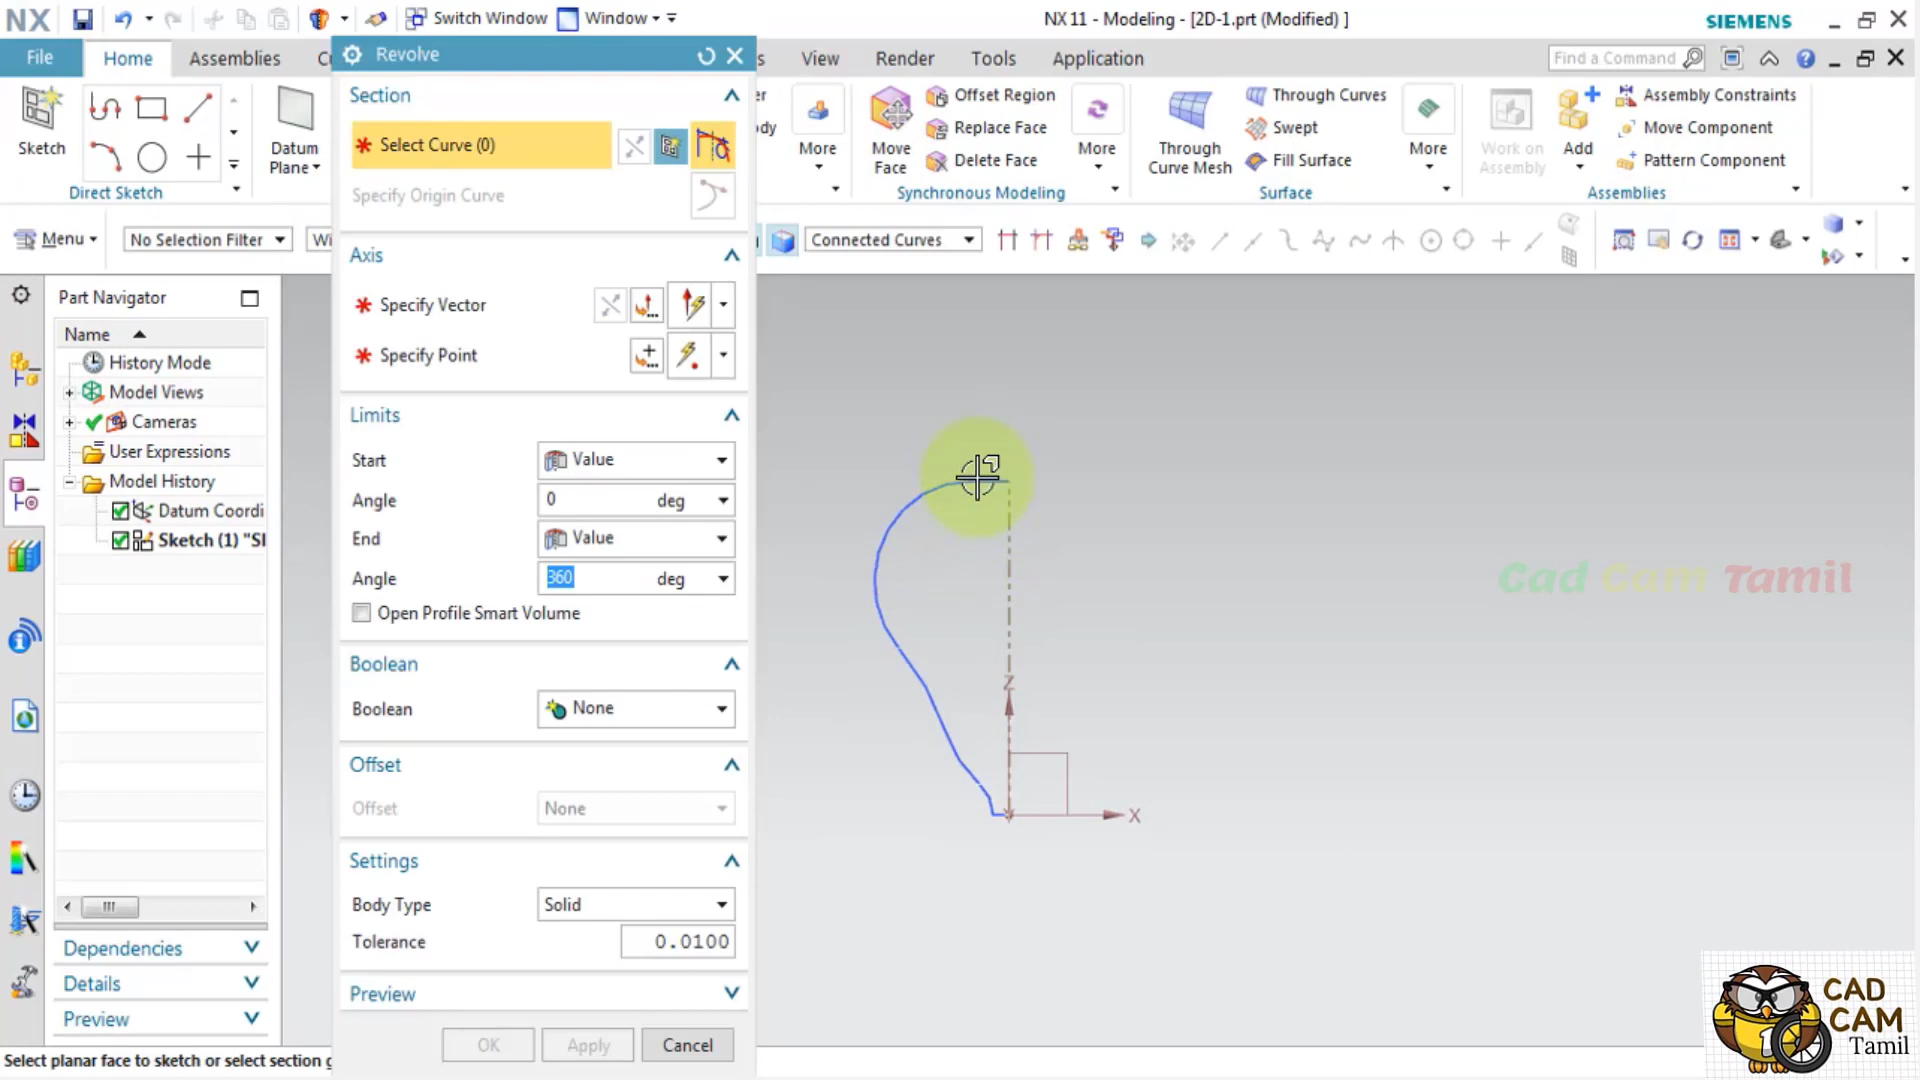 NX Switch Window Window NX 11 - Modeling - [2D-1.prt (Modified) ] SIEMENS
File Home Assemblies View Render Tools Application Find a Command
Revolve
Section
Select Curve (0)
Specify Origin Curve
Axis
Specify Vector
Specify Point
Limits
Start Value
Angle 0 deg
End Value
Angle 360 deg
Open Profile Smart Volume
Boolean
Boolean None
Offset
Offset None
Settings
Body Type Solid
Tolerance 0.0100
Preview
OK Apply Cancel
Sketch
Direct Sketch
Datum
Plane
More
Move
Face
Offset Region
Replace Face
Delete Face
More
Synchronous Modeling
Through
Curve Mesh
Through Curves
Swept
Fill Surface
More
Surface
Work on
Assembly
Add
Assembly Constraints
Move Component
Pattern Component
Assemblies
Menu No Selection Filter Connected Curves
Part Navigator
Name
History Mode
Model Views
Cameras
User Expressions
Model History
Datum Coordi
Sketch (1) "SI
Dependencies
Details
Preview
Select planar face to sketch or select section g
Z
X
Cad Cam Tamil
CAD
CAM
Tamil